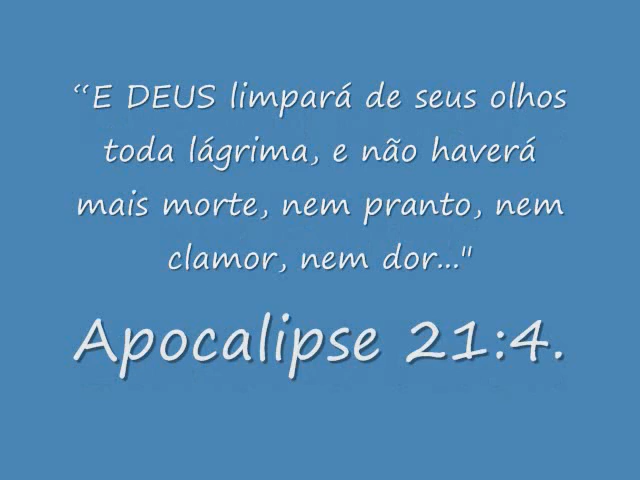 “E DEUS limpará de seus olhos
toda lágrima, e não haverá
mais morte, nem pranto, nem
clamor, nem dor..."
Apocalipse 21:4.